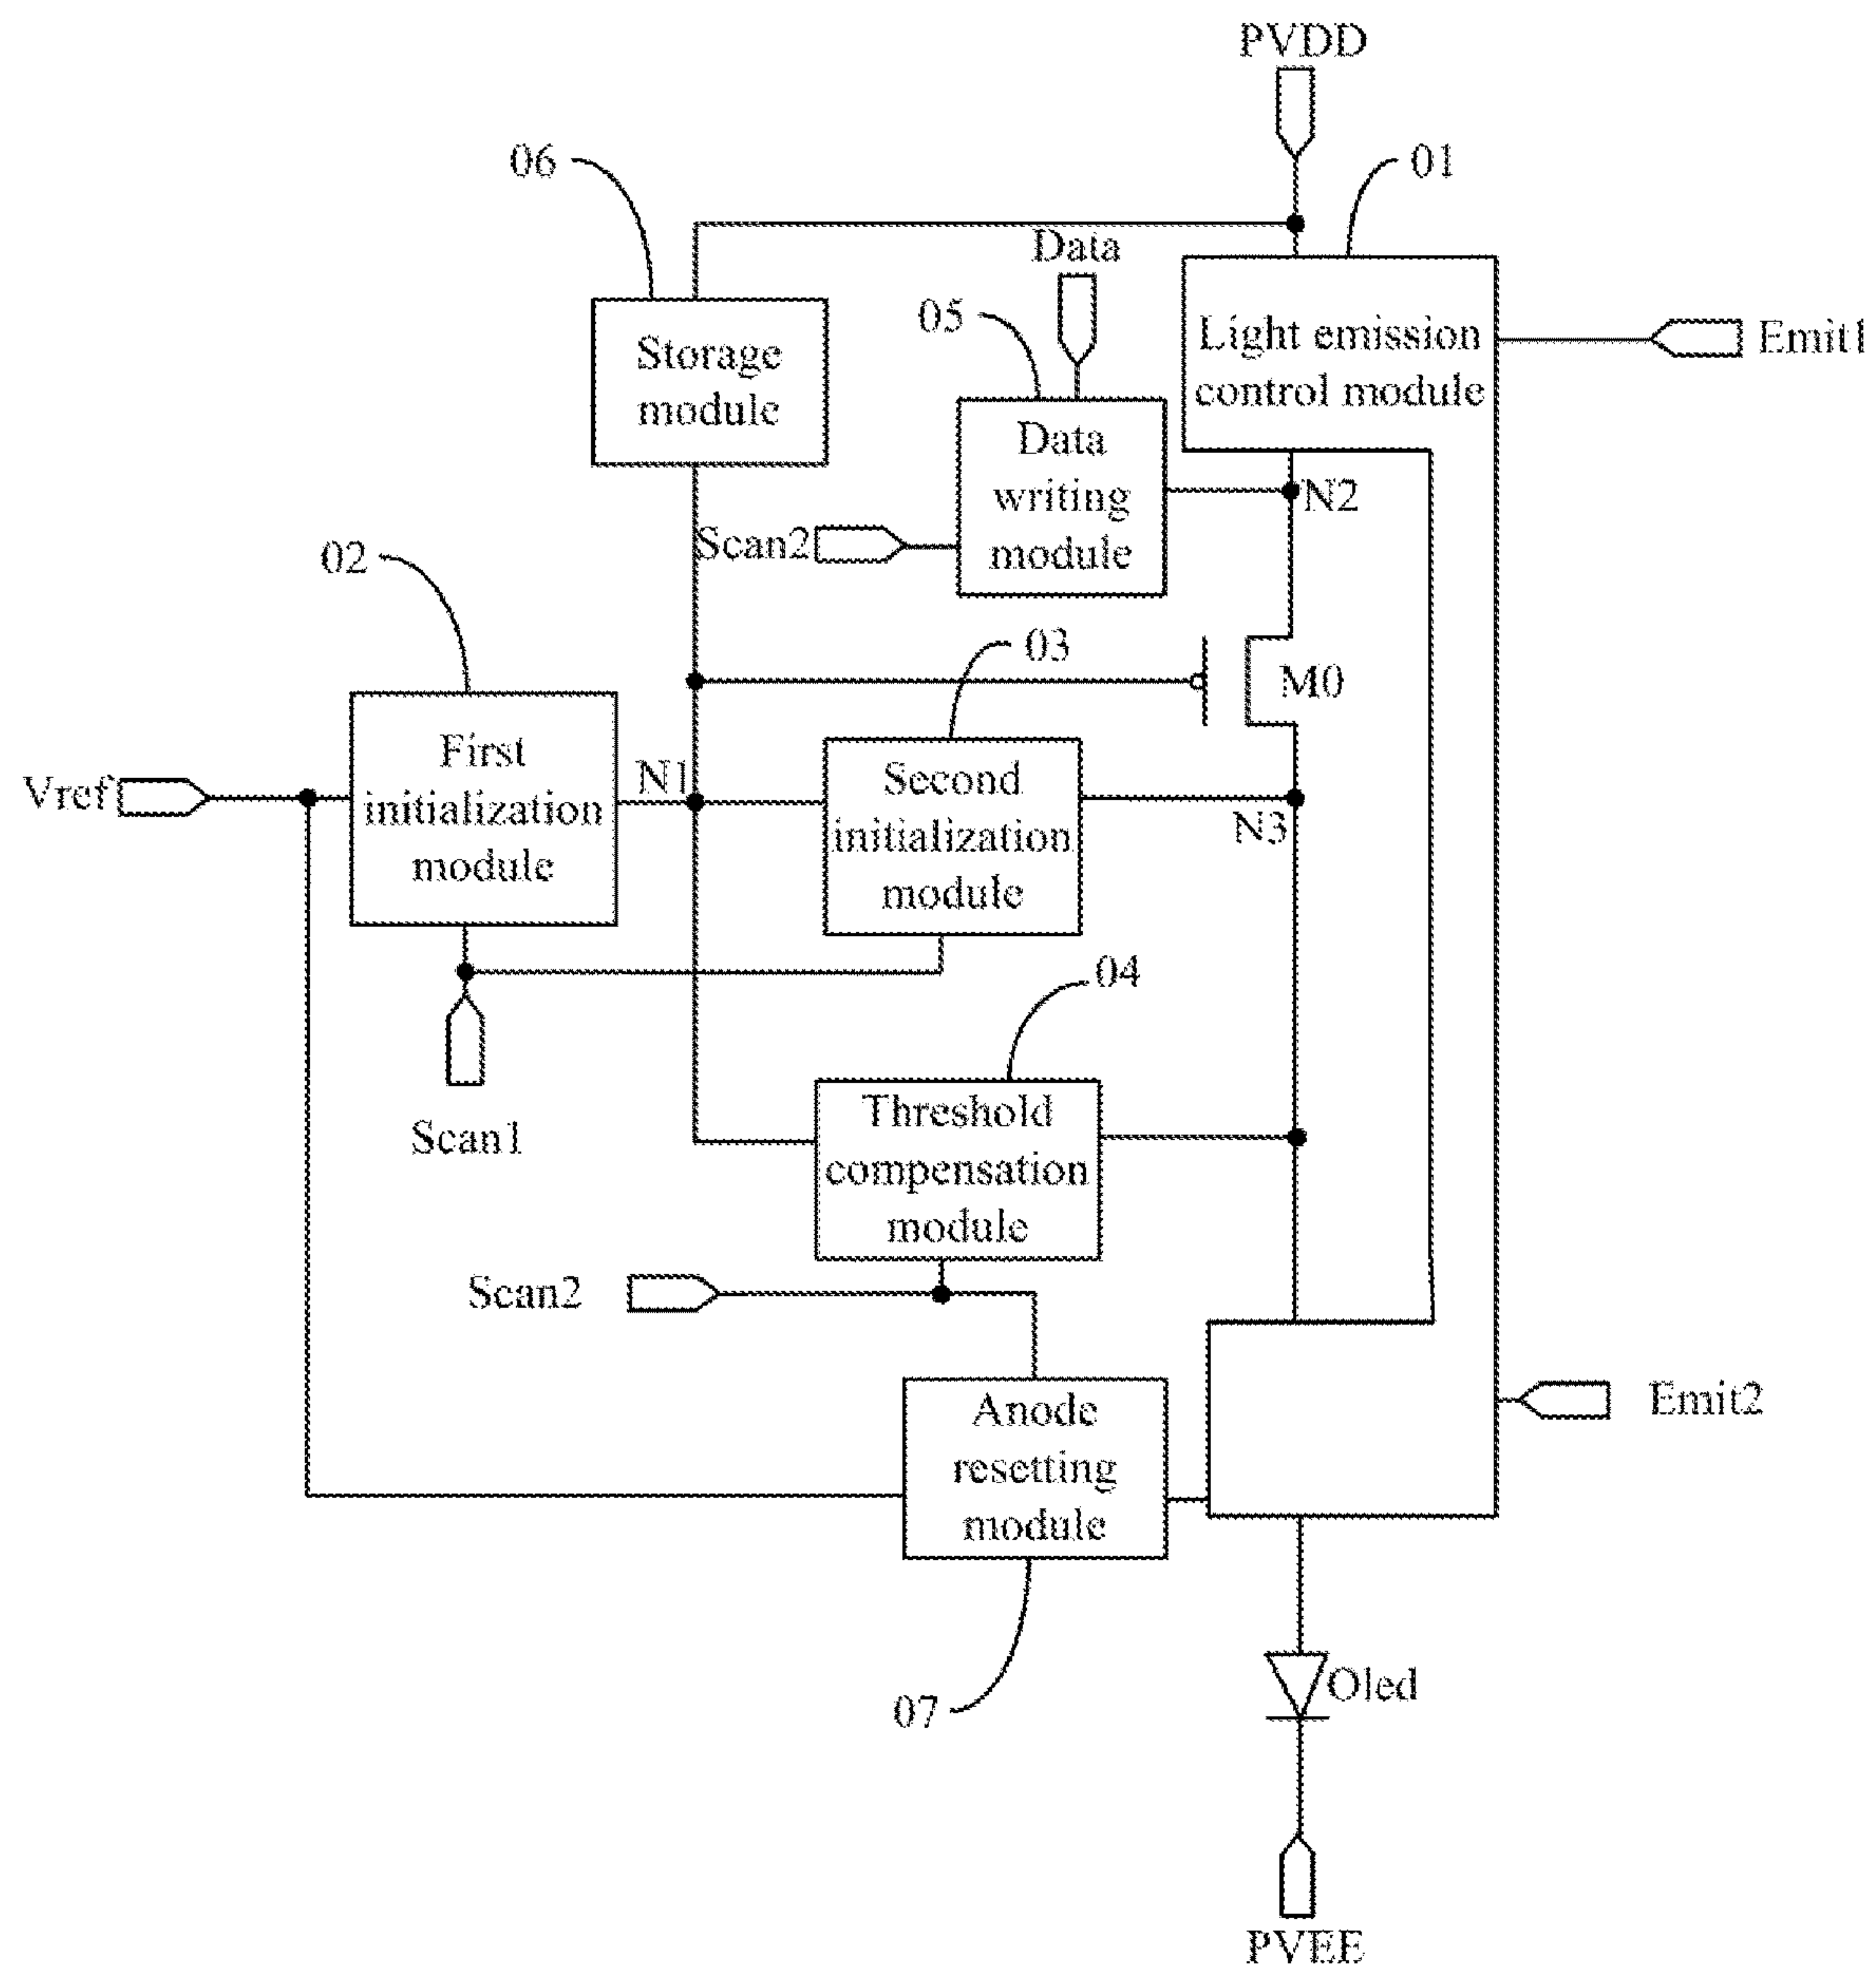 PVDD
06
01
Data
05
Light emission
control module
Emit1
Storage
module
Data
writing
module
N2
Scan2
02
03
M0
First
initialization
module
Vref
N1
Second
initialization
module
N3
04
Scan1
Threshold
compensation
module
Scan2
Anode
resetting
module
Emit2
07
Oled
PVEE